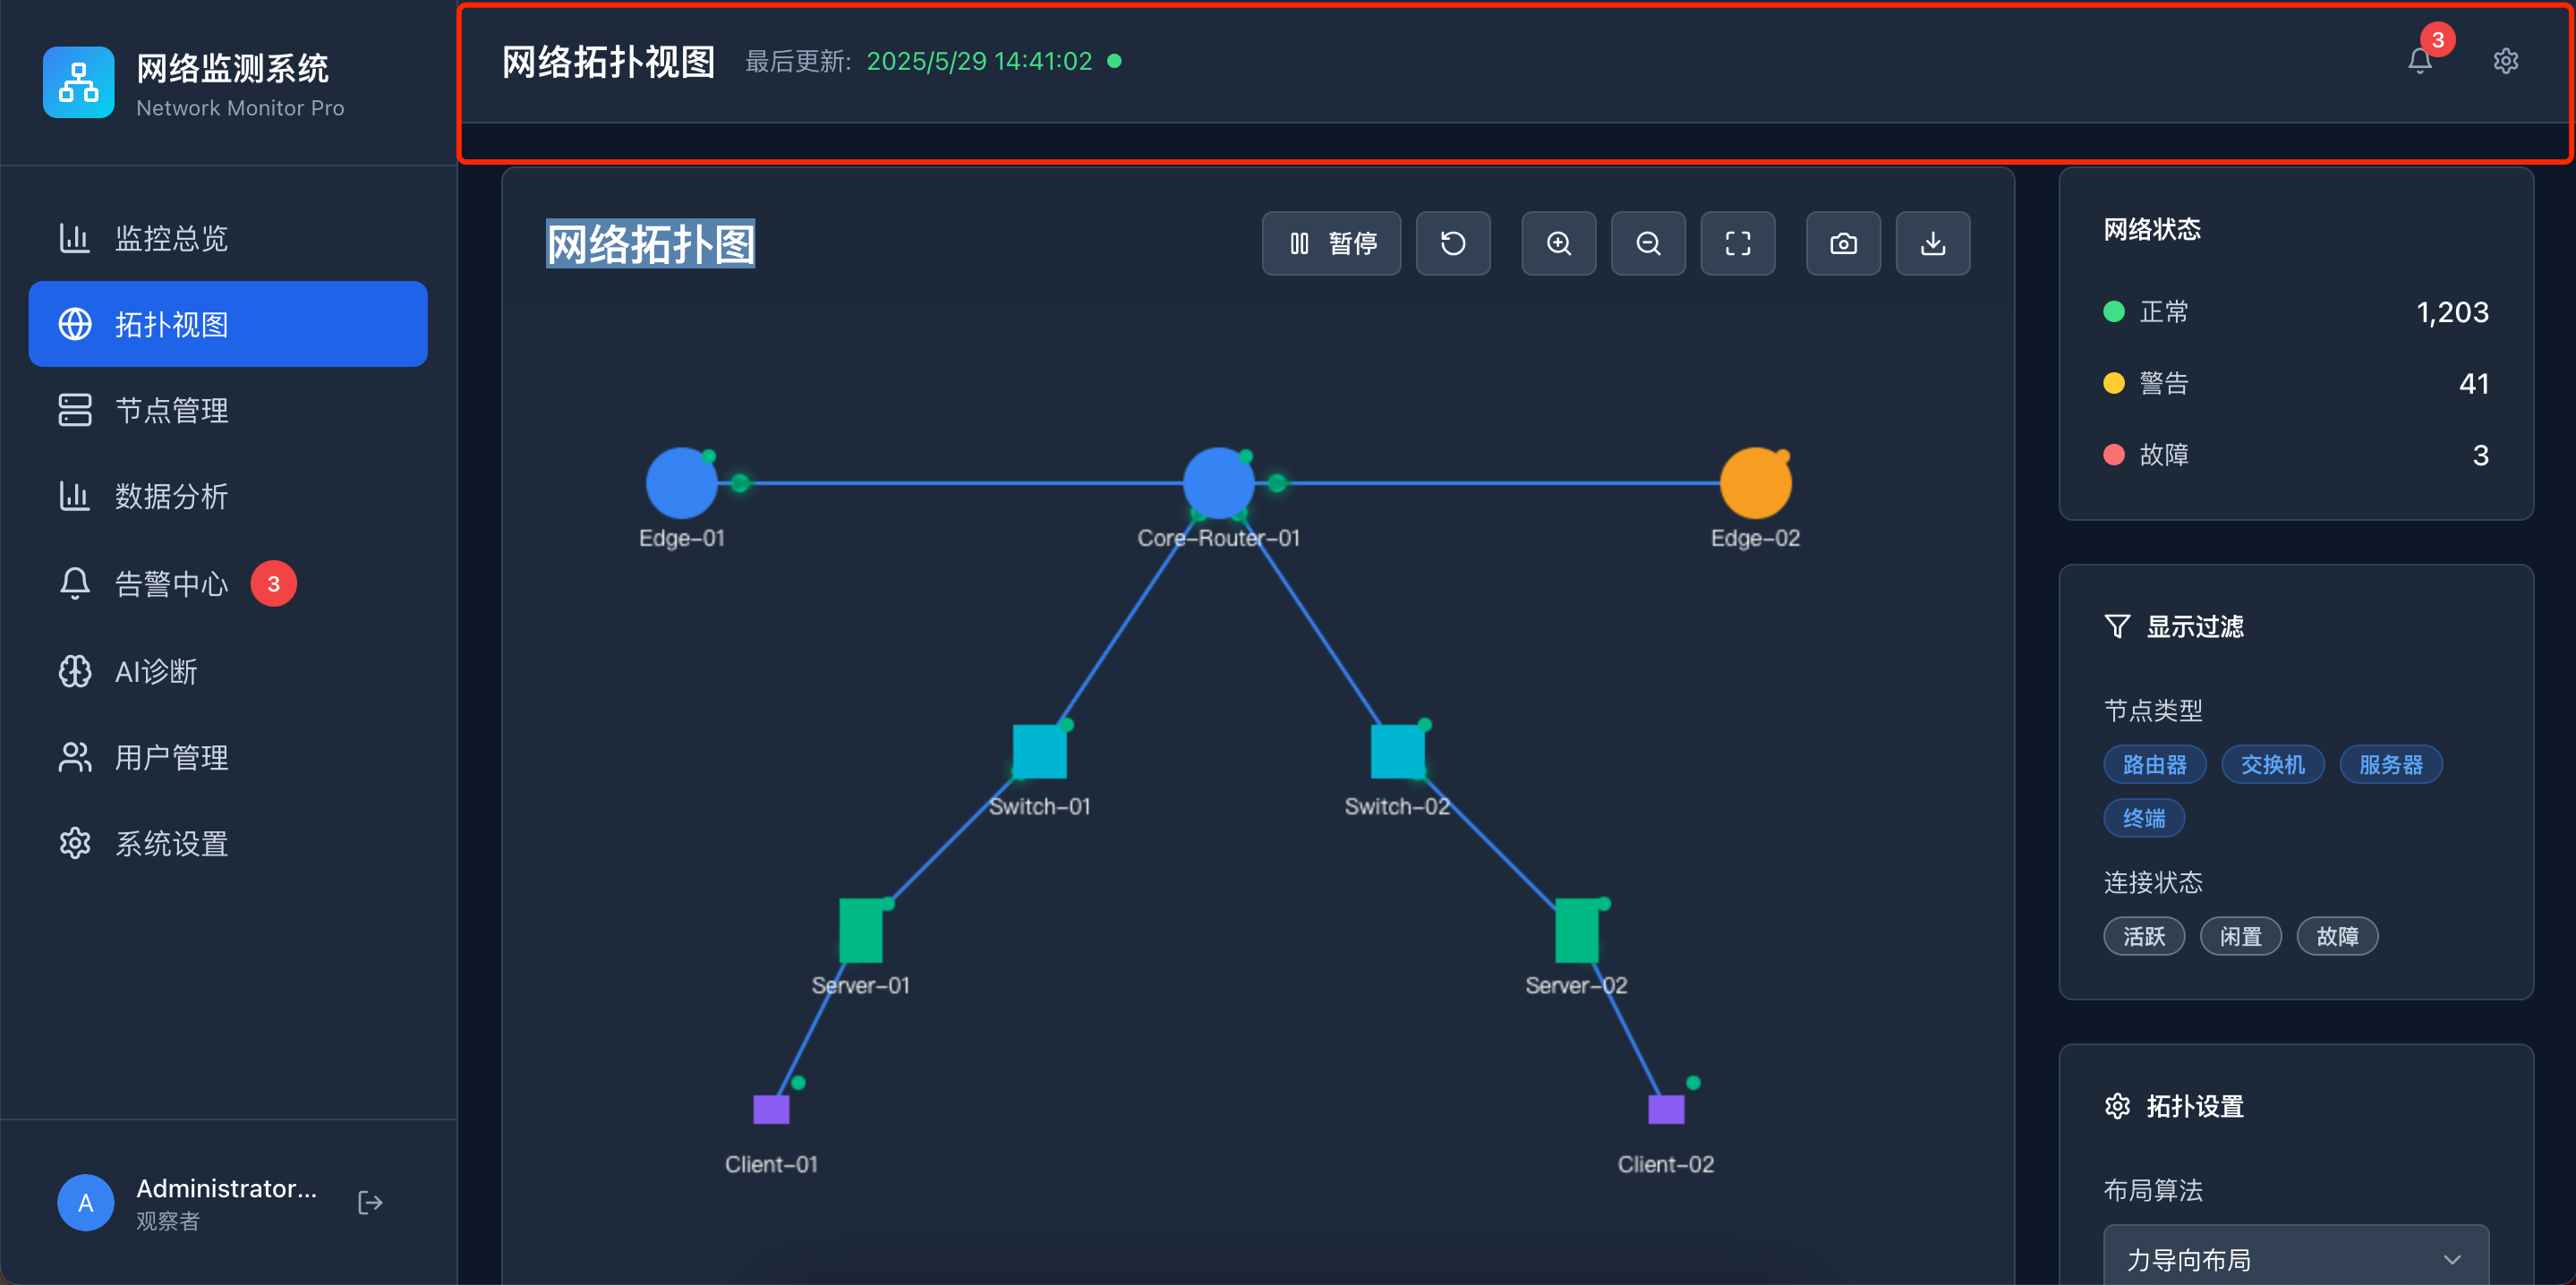 网络监测系统
Network Monitor Pro
监控总览
拓扑视图
节点管理
数据分析
告警中心 3
AI诊断
用户管理
系统设置
A
Administrator...
观察者
网络拓扑视图 最后更新: 2025/5/29 14:41:02
3
网络拓扑图
暂停
Edge-01
Core-Router-01
Edge-02
Switch-01
Switch-02
Server-01
Server-02
Client-01
Client-02
网络状态
正常 1,203
警告 41
故障 3
显示过滤
节点类型
路由器 交换机 服务器
终端
连接状态
活跃 闲置 故障
拓扑设置
布局算法
力导向布局